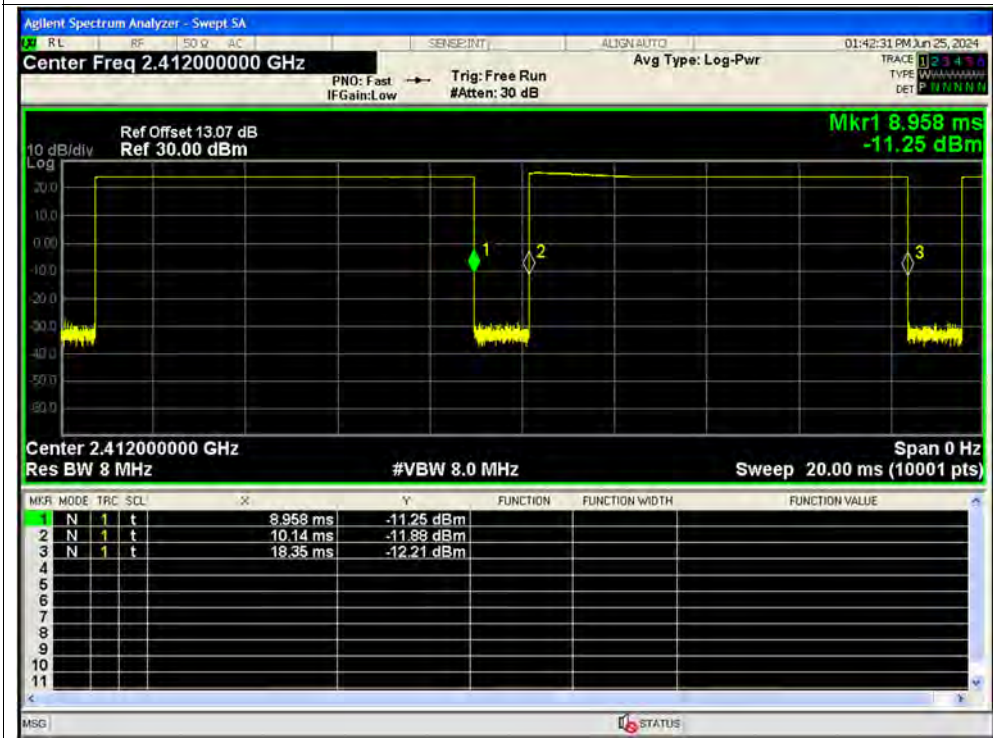 Agilent Spectrum Analyzer - Swept SA
RL RF 50 Ω AC SENSE:INT ALIGN AUTO 01:42:31 PM Jun 25, 2024
Center Freq 2.412000000 GHz Avg Type: Log-Pwr TRACE 1 2 3 4 5 6
PNO: Fast Trig: Free Run TYPE
IFGain:Low #Atten: 30 dB DET P N N N N N
Mkr1 8.958 ms
-11.25 dBm
Ref Offset 13.07 dB
10 dB/div Ref 30.00 dBm
Log
20.0
10.0
0.00
-10.0
-20.0
-30.0
-40.0
-50.0
-60.0
1
2
3
Center 2.412000000 GHz Span 0 Hz
Res BW 8 MHz #VBW 8.0 MHz Sweep 20.00 ms (10001 pts)
MKR MODE TRC SCL X Y FUNCTION FUNCTION WIDTH FUNCTION VALUE
1 N 1 t 8.958 ms -11.25 dBm
2 N 1 t 10.14 ms -11.88 dBm
3 N 1 t 18.35 ms -12.21 dBm
4
5
6
7
8
9
10
11
MSG STATUS